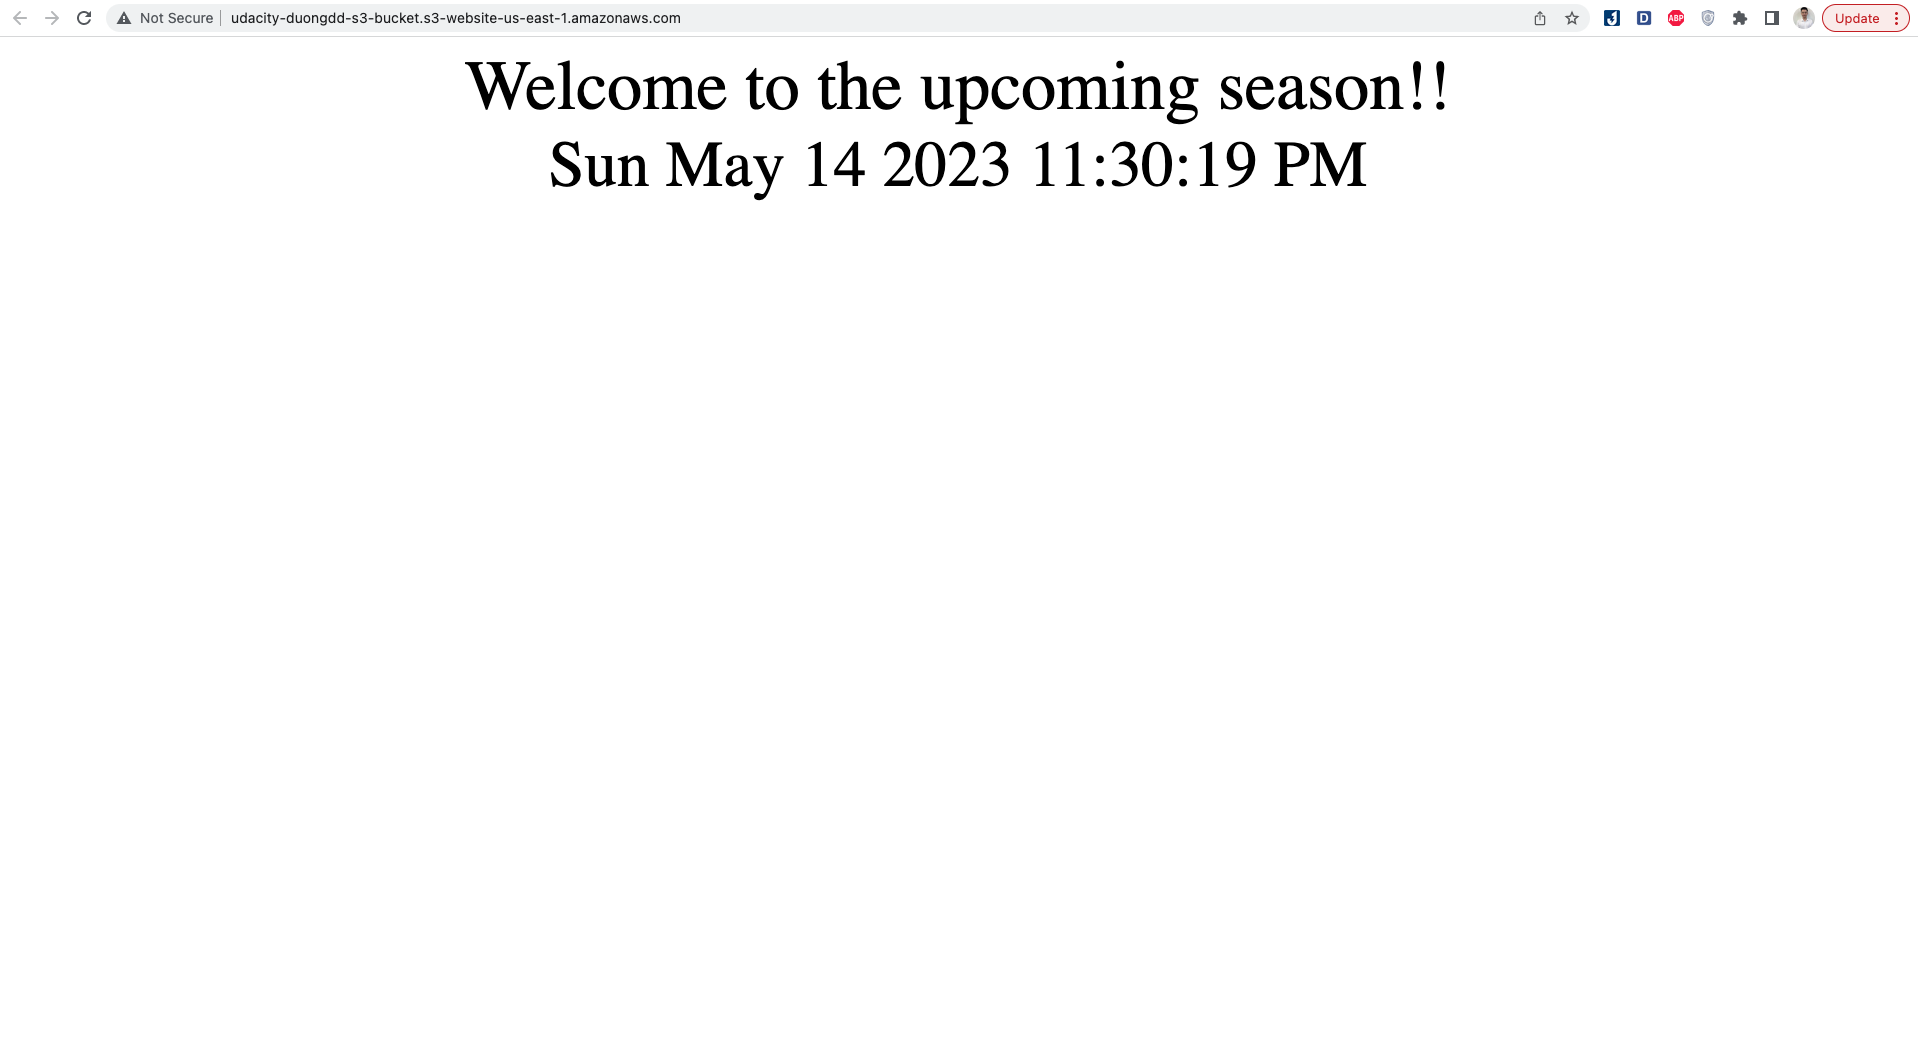 Not Secure
udacity-duongdd-s3-bucket.s3-website-us-east-1.amazonaws.com
D
ABP
Update
Welcome to the upcoming season!!
Sun May 14 2023 11:30:19 PM